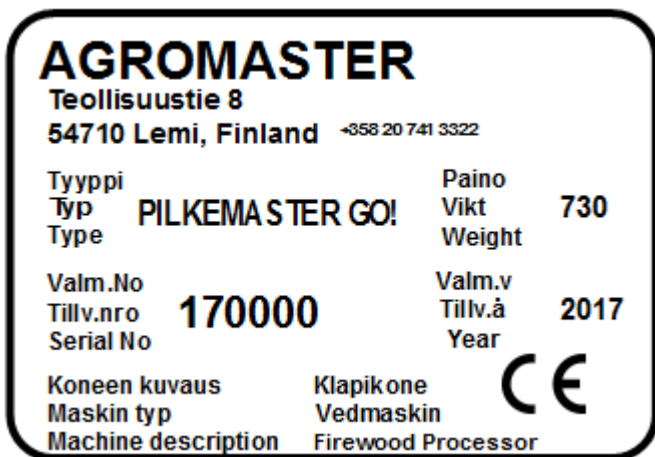 AGROMASTER
Teollisuustie 8
54710 Lemi, Finland +358 20 741 3322
Tyyppi
Typ
Type
PILKEMASTER GO!
Paino
Vikt
Weight
730
Valm.No
Tillv.nro
Serial No
170000
Valm.v
Tillv.å
Year
2017
Koneen kuvaus Klapikone
Maskin typ Vedmaskin
Machine description Firewood Processor
CE